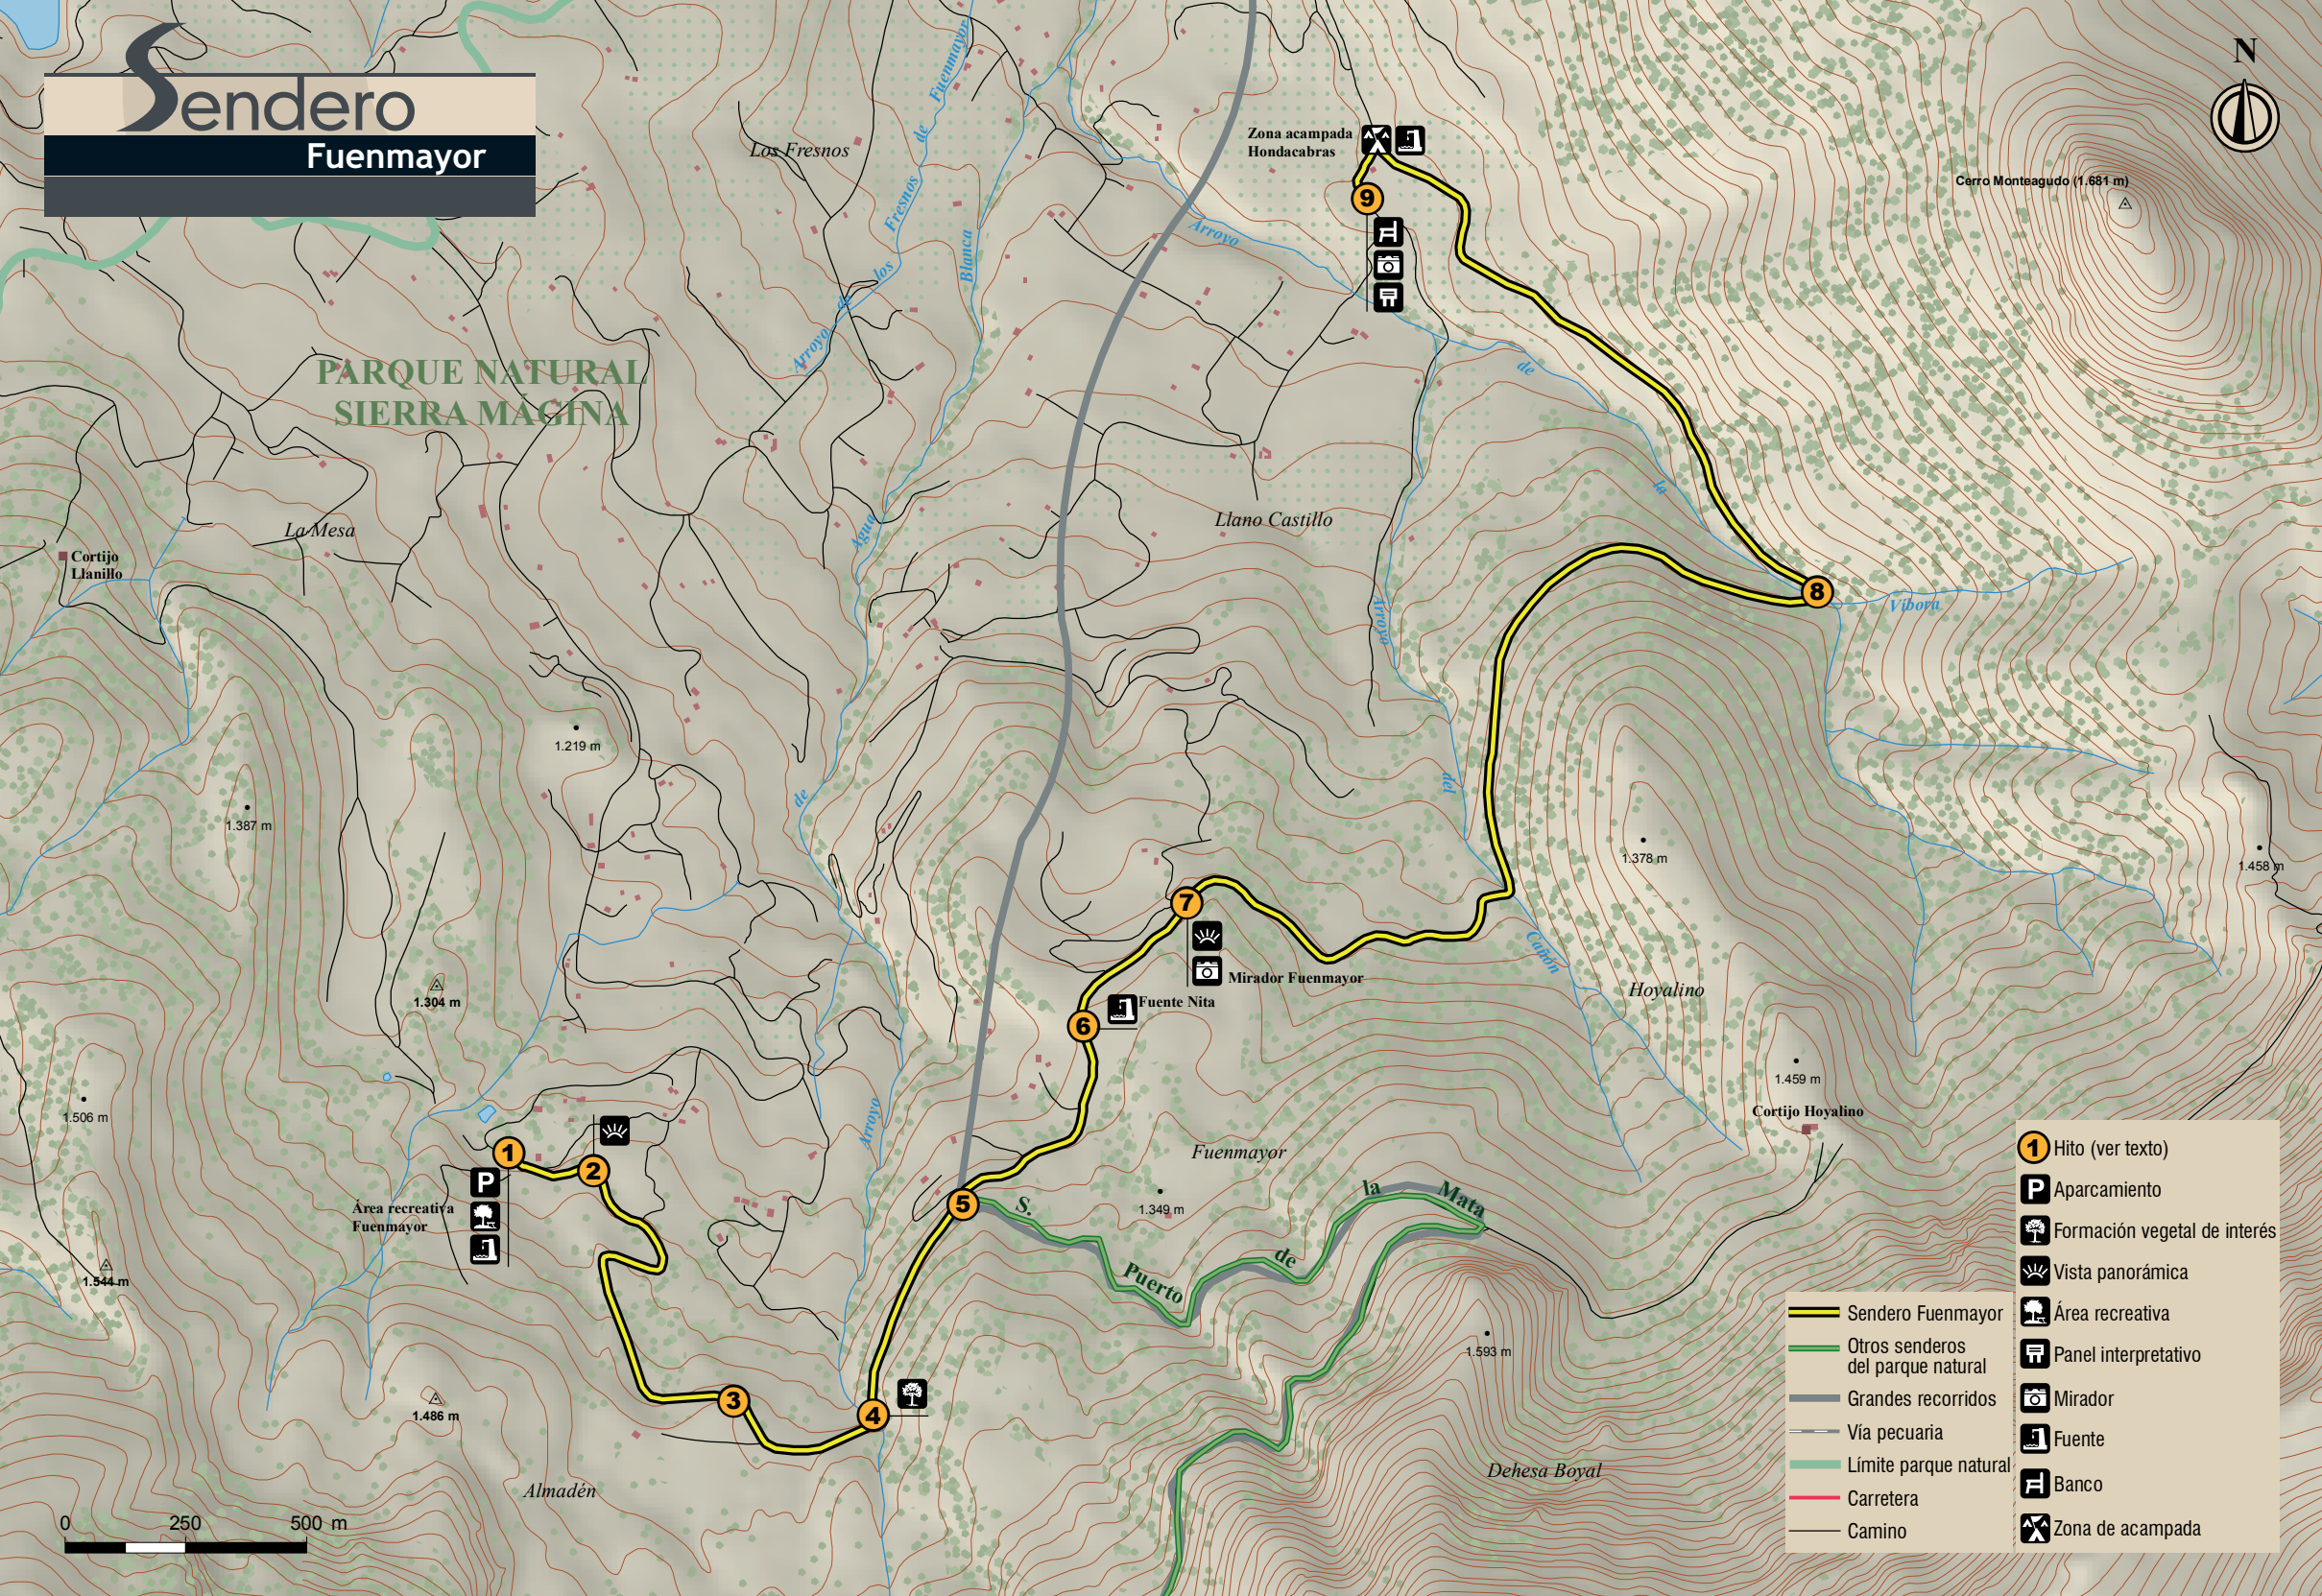 Sendero
Fuenmayor
N
Cerro Monteagudo (1.681 m)
Zona acampada
Hondacabras
9
Los Fresnos
Arroyo de los Fresnos de Fuenmayor
Arroyo de Agua Blanca
Arroyo de la Víbora
PARQUE NATURAL
SIERRA MÁGINA
La Mesa
Llano Castillo
Cortijo
Llanillo
8
Arroyo del Cañón
1.219 m
1.387 m
1.378 m
1.458 m
7
Mirador Fuenmayor
Fuente Nita
6
1.304 m
Hoyalino
1.459 m
Cortijo Hoyalino
1.506 m
1
2
P
Área recreativa
Fuenmayor
Fuenmayor
1.349 m
5
S. Puerto de la Mata
1.544 m
1.593 m
1.486 m
3
4
Almadén
Dehesa Boyal
0 250 500 m
Sendero Fuenmayor
Otros senderos
del parque natural
Grandes recorridos
Vía pecuaria
Límite parque natural
Carretera
Camino
1 Hito (ver texto)
P Aparcamiento
Formación vegetal de interés
Vista panorámica
Área recreativa
Panel interpretativo
Mirador
Fuente
Banco
Zona de acampada